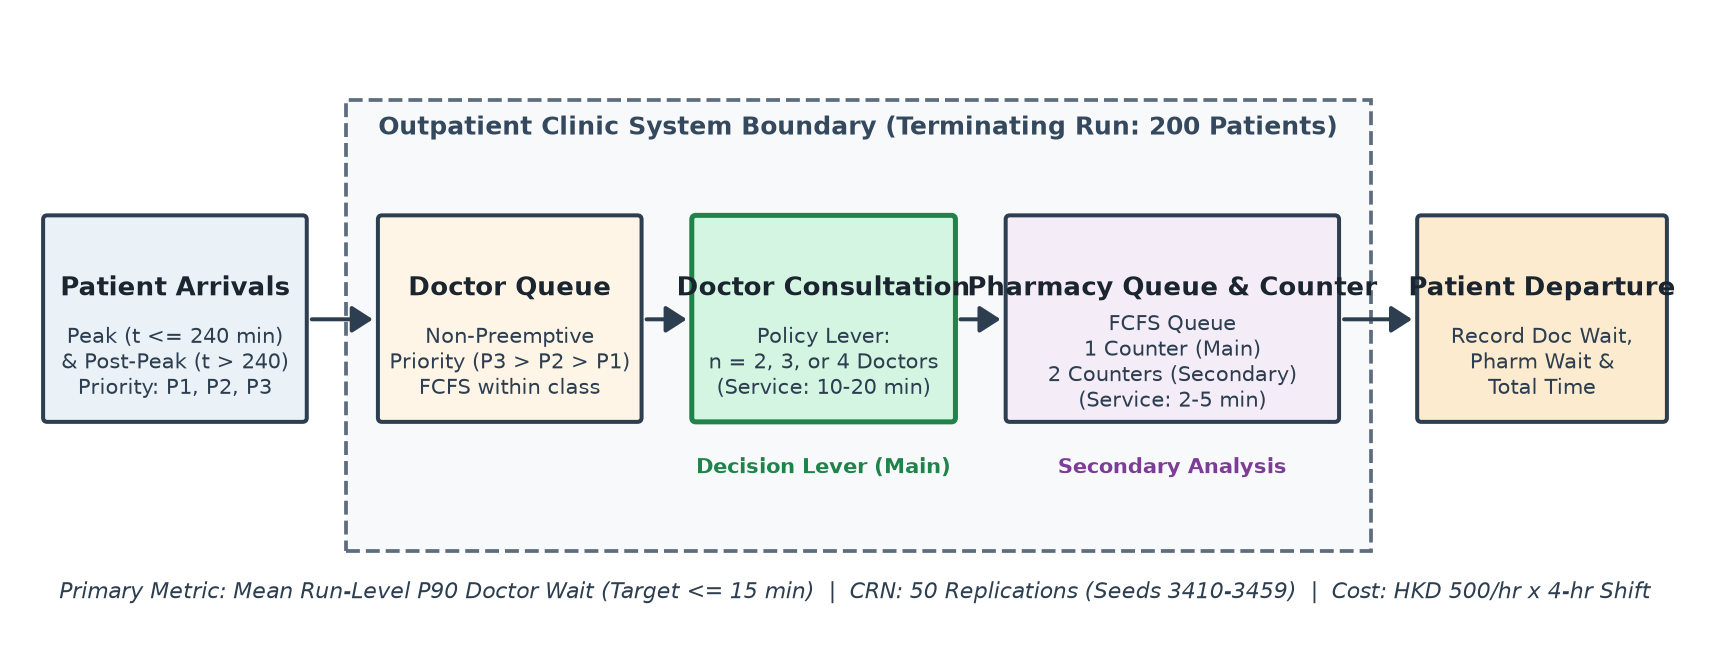 Outpatient Clinic System Boundary (Terminating Run: 200 Patients)
Patient Arrivals
Peak (t <= 240 min)
& Post-Peak (t > 240)
Priority: P1, P2, P3
Doctor Queue
Non-Preemptive
Priority (P3 > P2 > P1)
FCFS within class
Doctor Consultation
Policy Lever:
n = 2, 3, or 4 Doctors
(Service: 10-20 min)
Decision Lever (Main)
Pharmacy Queue & Counter
FCFS Queue
1 Counter (Main)
2 Counters (Secondary)
(Service: 2-5 min)
Secondary Analysis
Patient Departure
Record Doc Wait,
Pharm Wait &
Total Time
Primary Metric: Mean Run-Level P90 Doctor Wait (Target <= 15 min)  |  CRN: 50 Replications (Seeds 3410-3459)  |  Cost: HKD 500/hr x 4-hr Shift